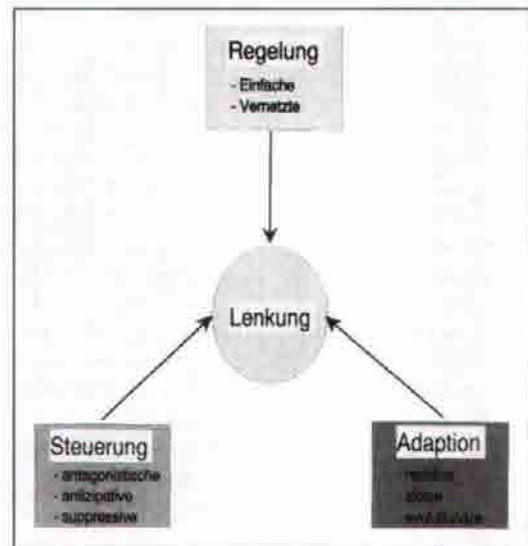 Regelung
- Einfache
- Vernetzte
Lenkung
Steuerung
- antagonistische
- antizipative
- suppressive
Adaption